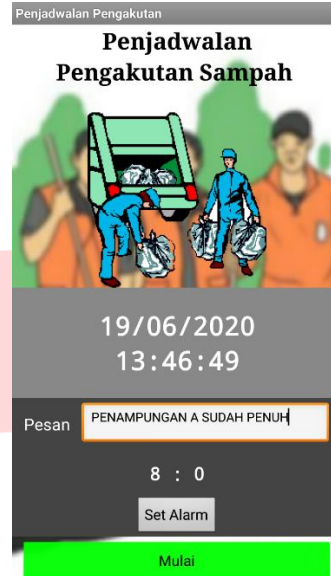 Penjadwalan Pengakutan
Penjadwalan
Pengakutan Sampah
19/06/2020
13:46:49
Pesan PENAMPUNGAN A SUDAH PENUH
8 : 0
Set Alarm
Mulai